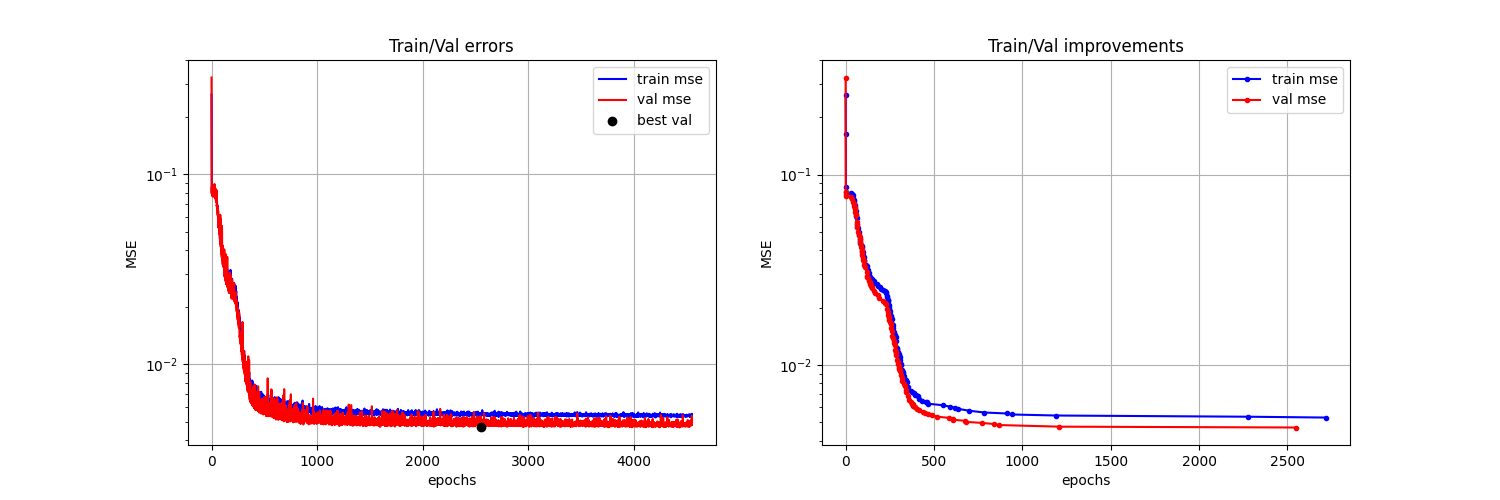 Train/Val errors
train mse
val mse
best val
10^-1
10^-2
MSE
0 1000 2000 3000 4000
epochs
Train/Val improvements
train mse
val mse
10^-1
10^-2
MSE
0 500 1000 1500 2000 2500
epochs